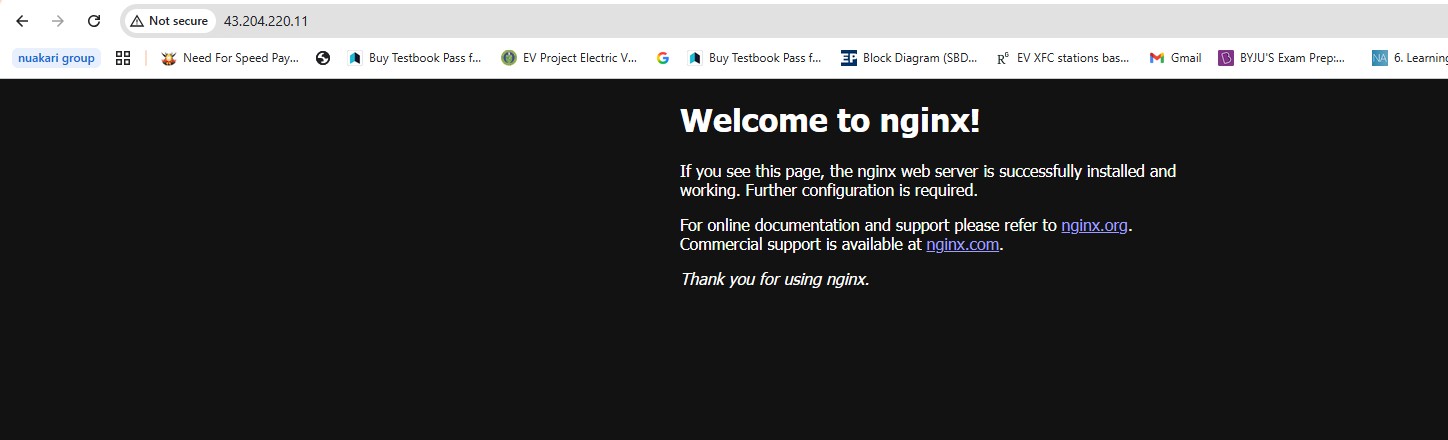 Not secure 43.204.220.11
nuakari group Need For Speed Pay... Buy Testbook Pass f... EV Project Electric V... Buy Testbook Pass f... EP Block Diagram (SBD... R⁶ EV XFC stations bas... Gmail BYJU'S Exam Prep:... NA 6. Learning
Welcome to nginx!
If you see this page, the nginx web server is successfully installed and
working. Further configuration is required.
For online documentation and support please refer to nginx.org.
Commercial support is available at nginx.com.
Thank you for using nginx.